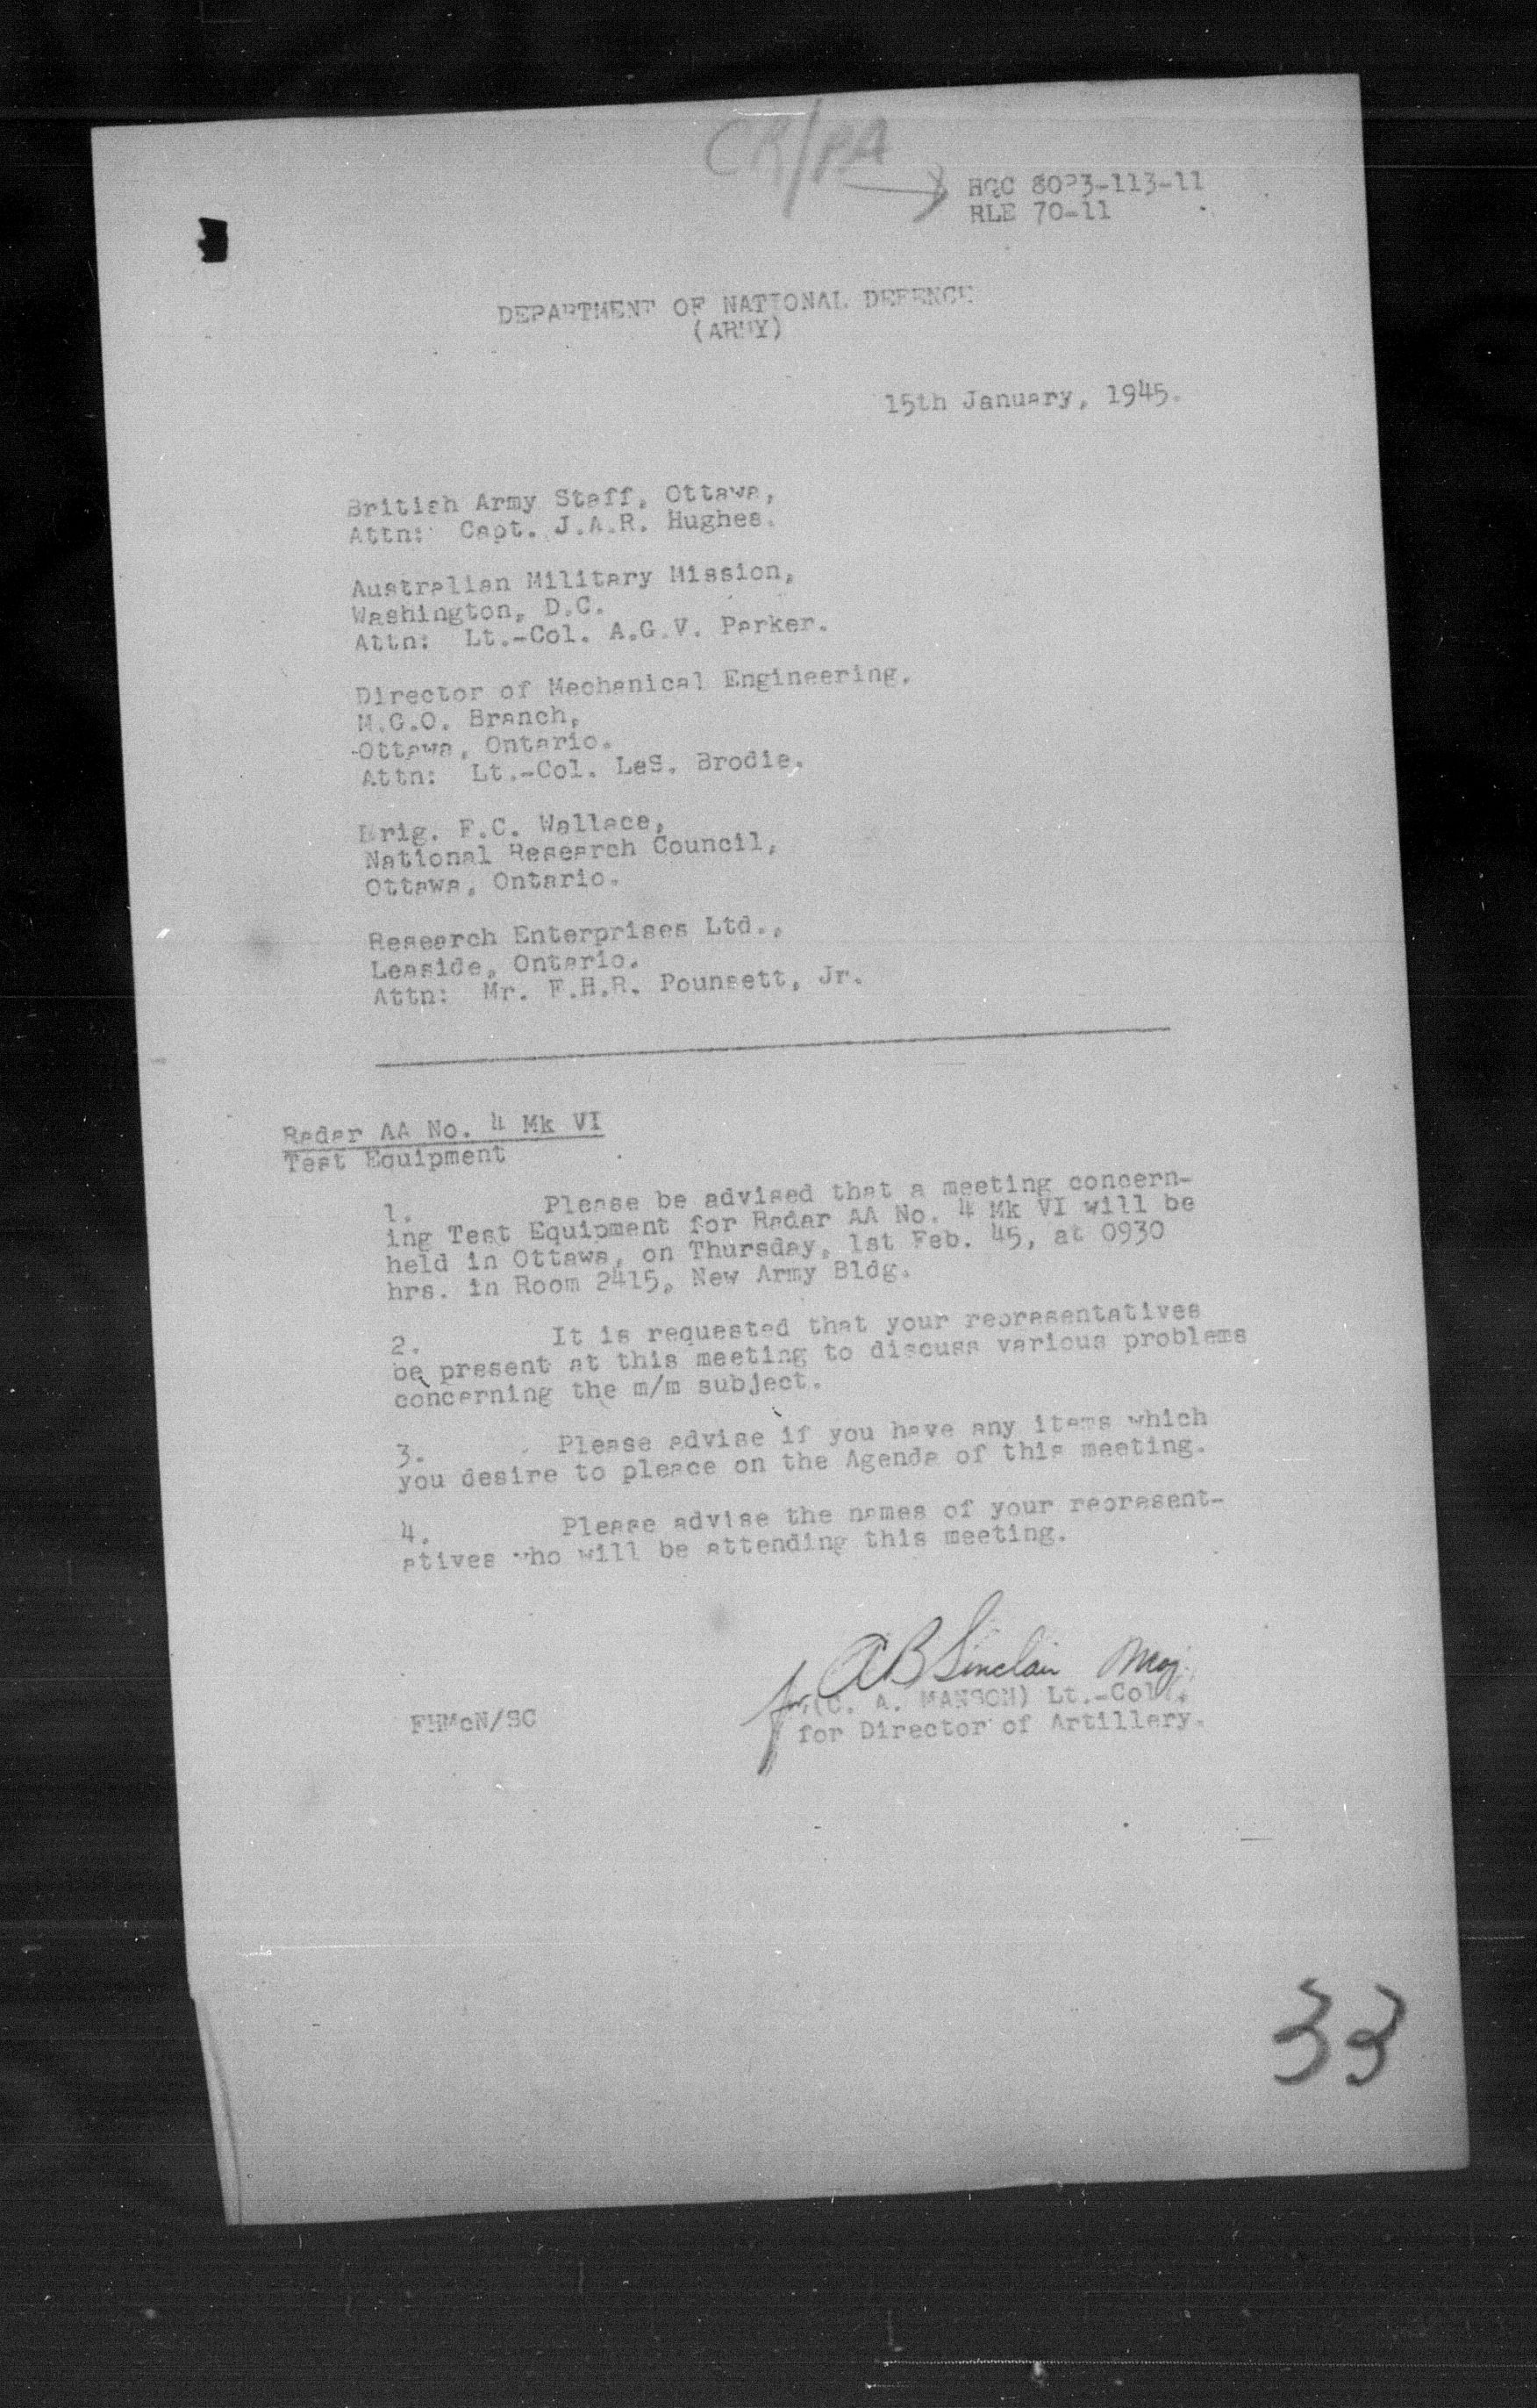 CR/PA
HQC 8023-113-11
RLE 70-11
DEPARTMENT OF NATIONAL DEFENCE
(ARMY)
15th January, 1945.
British Army Staff, Ottawa,
Attn: Capt. J.A.R. Hughes.
Australian Military Mission,
Washington, D.C.
Attn: Lt.-Col. A.G.V. Parker.
Director of Mechanical Engineering,
M.G.O. Branch,
Ottawa, Ontario.
Attn: Lt.-Col. LeS. Brodie.
Brig. F.C. Wallace,
National Research Council,
Ottawa, Ontario.
Research Enterprises Ltd.,
Leaside, Ontario.
Attn: Mr. F.H.R. Pounsett, Jr.
Radar AA No. 4 Mk VI
Test Equipment
1. Please be advised that a meeting concern-
ing Test Equipment for Radar AA No. 4 Mk VI will be
held in Ottawa, on Thursday, 1st Feb. 45, at 0930
hrs. in Room 2415, New Army Bldg.
2. It is requested that your representatives
be present at this meeting to discuss various problems
concerning the m/m subject.
3. Please advise if you have any items which
you desire to pleace on the Agenda of this meeting.
4. Please advise the names of your represent-
atives who will be attending this meeting.
AB Sinclair Maj.
for (C. A. MANSON) Lt.-Col.
FHMcN/SC
for Director of Artillery.
33